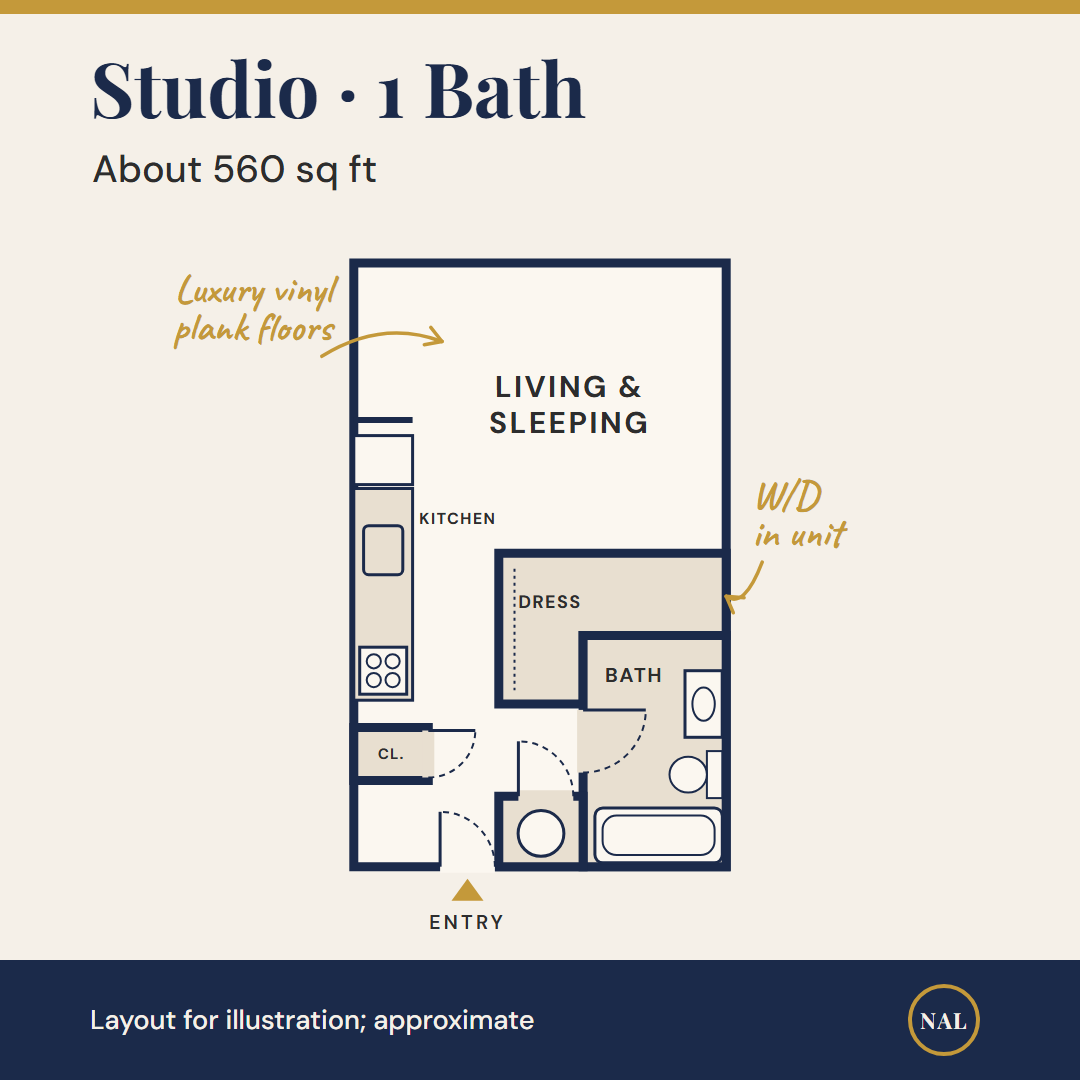 Studio · 1 Bath
About 560 sq ft
Luxury vinyl
plank floors
LIVING &
SLEEPING
W/D
in unit
KITCHEN
DRESS
BATH
CL.
ENTRY
Layout for illustration; approximate
NAL